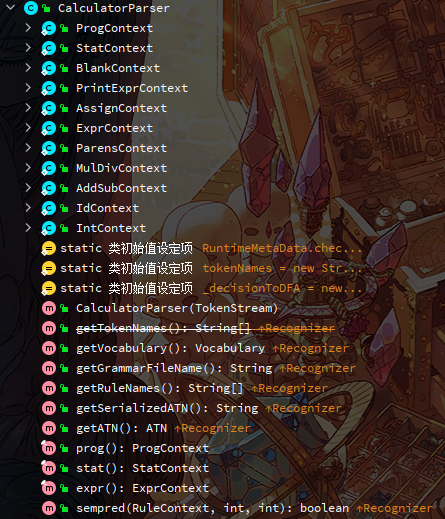 CalculatorParser
ProgContext
StatContext
BlankContext
PrintExprContext
AssignContext
ExprContext
ParensContext
MulDivContext
AddSubContext
IdContext
IntContext
static 类初始值设定项 RuntimeMetaData.chec...
static 类初始值设定项 tokenNames = new Str...
static 类初始值设定项 _decisionToDFA = new...
CalculatorParser(TokenStream)
getTokenNames(): String[] ↑Recognizer
getVocabulary(): Vocabulary ↑Recognizer
getGrammarFileName(): String ↑Recognizer
getRuleNames(): String[] ↑Recognizer
getSerializedATN(): String ↑Recognizer
getATN(): ATN ↑Recognizer
prog(): ProgContext
stat(): StatContext
expr(): ExprContext
sempred(RuleContext, int, int): boolean ↑Recognizer